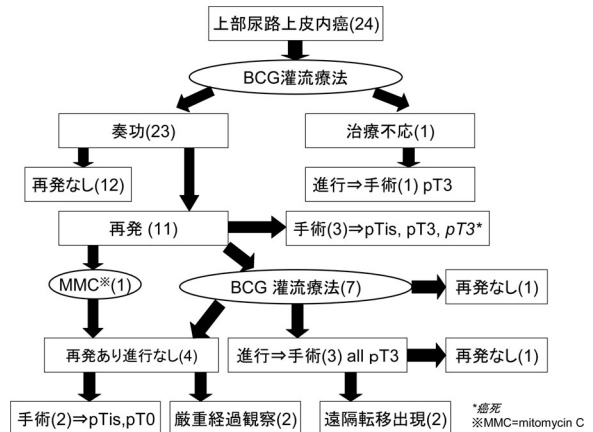 上部尿路上皮内癌(24)
BCG灌流療法
奏功(23)
治療不応(1)
再発なし(12)
進行⇒手術(1) pT3
再発 (11)
手術(3)⇒pTis, pT3, pT3*
MMC※(1)
BCG 灌流療法(7)
再発なし(1)
再発あり進行なし(4)
進行⇒手術(3) all pT3
再発なし(1)
手術(2)⇒pTis,pT0
厳重経過観察(2)
遠隔転移出現(2)
*癌死
※MMC=mitomycin C